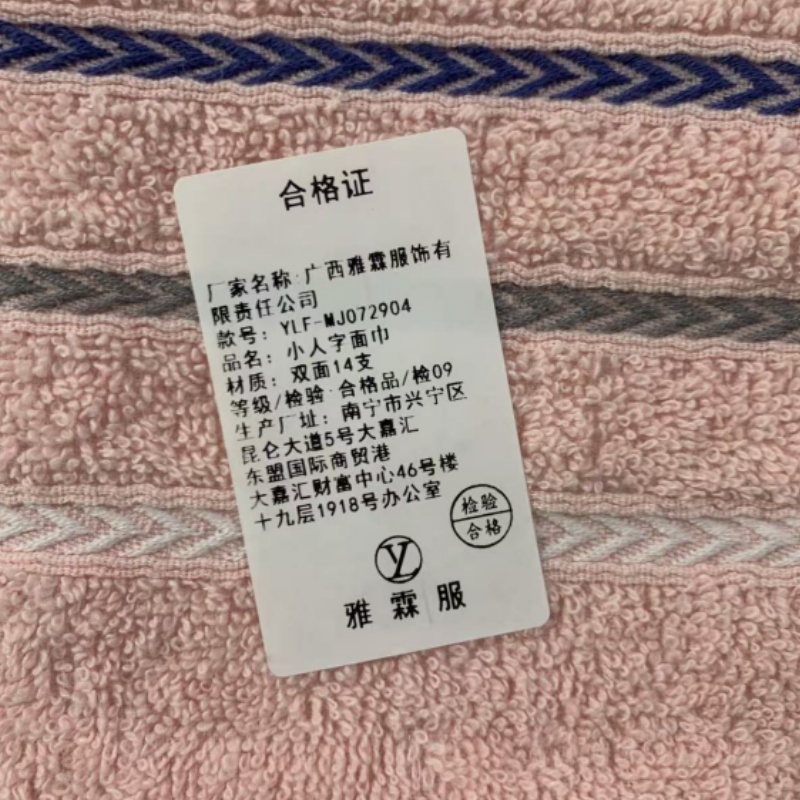 合格证
厂家名称:广西雅霖服饰有
限责任公司
款号: YLF-MJ072904
品名: 小人字面巾
材质: 双面14支
等级/检验:合格品/检09
生产厂址: 南宁市兴宁区
昆仑大道5号大嘉汇
东盟国际商贸港
大嘉汇财富中心46号楼
十九层1918号办公室
检验
合格
YL
雅霖服